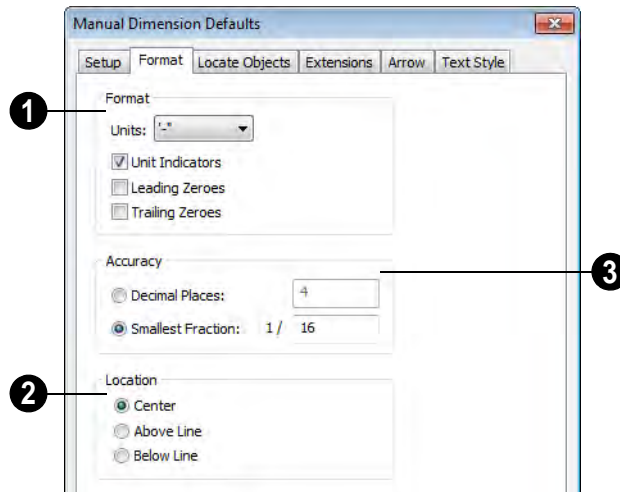 Manual Dimension Defaults
Setup Format Locate Objects Extensions Arrow Text Style
1
Format
Units: '-"
Unit Indicators
Leading Zeroes
Trailing Zeroes
Accuracy
3
Decimal Places: 4
Smallest Fraction: 1 / 16
Location
2
Center
Above Line
Below Line